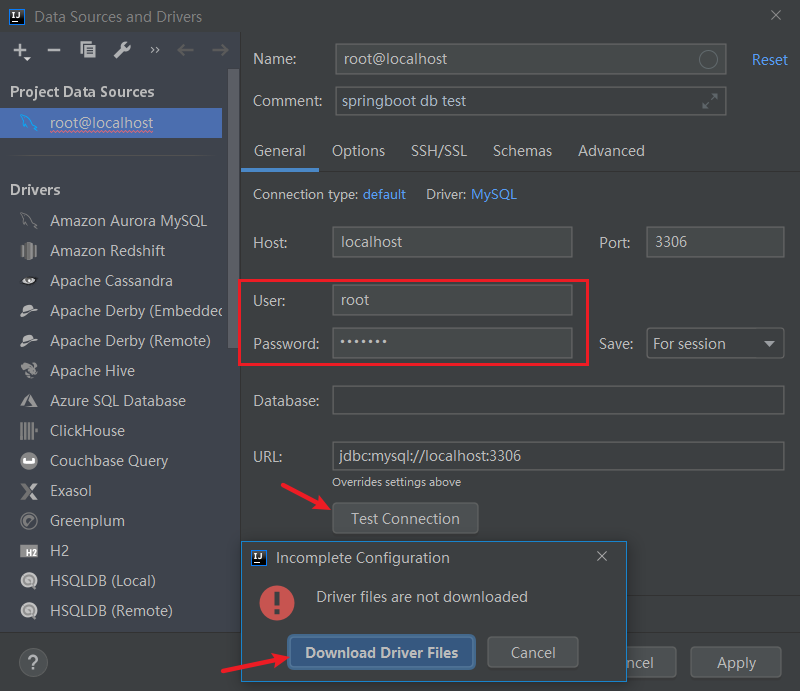 Data Sources and Drivers
Name: root@localhost Reset
Comment: springboot db test
Project Data Sources
root@localhost
General Options SSH/SSL Schemas Advanced
Connection type: default Driver: MySQL
Drivers
Amazon Aurora MySQL
Amazon Redshift
Apache Cassandra
Apache Derby (Embedded
Apache Derby (Remote)
Apache Hive
Azure SQL Database
ClickHouse
Couchbase Query
Exasol
Greenplum
H2
HSQLDB (Local)
HSQLDB (Remote)
Host: localhost Port: 3306
User: root
Password: ••••••• Save: For session
Database:
URL: jdbc:mysql://localhost:3306
Overrides settings above
Test Connection
Incomplete Configuration
Driver files are not downloaded
Download Driver Files Cancel
ncel Apply